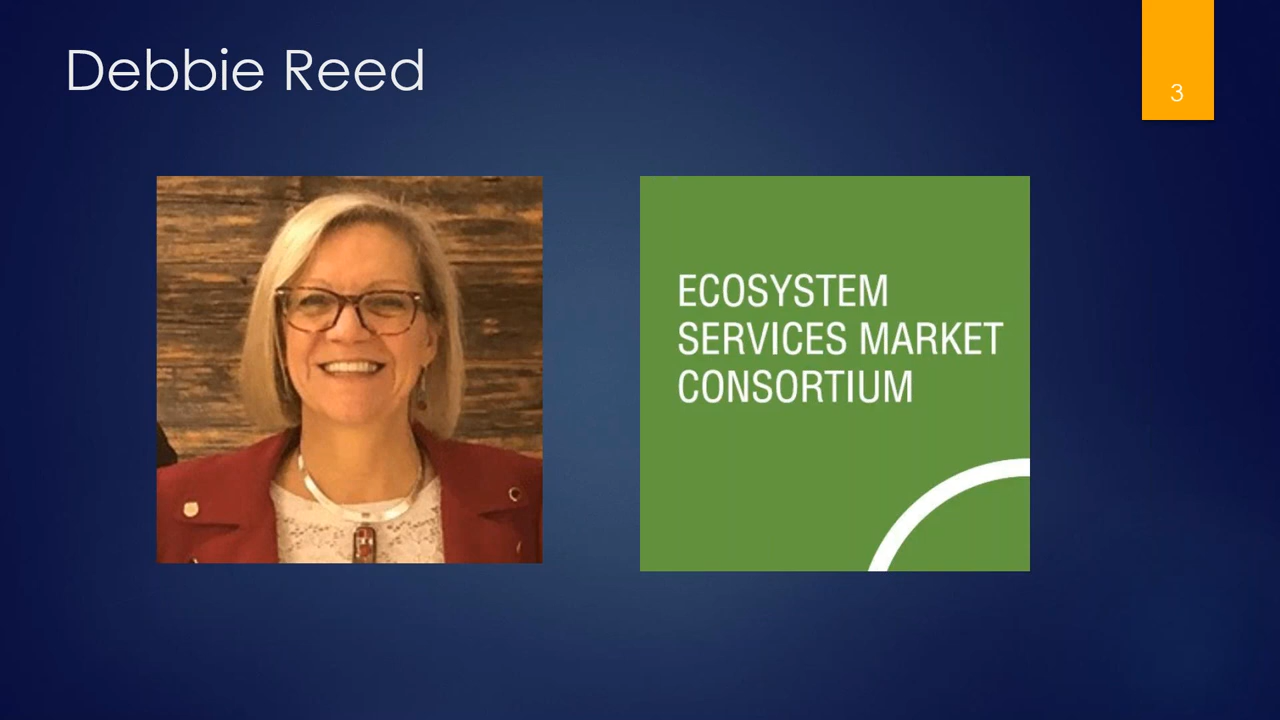 Debbie Reed
3
ECOSYSTEM
SERVICES MARKET
CONSORTIUM